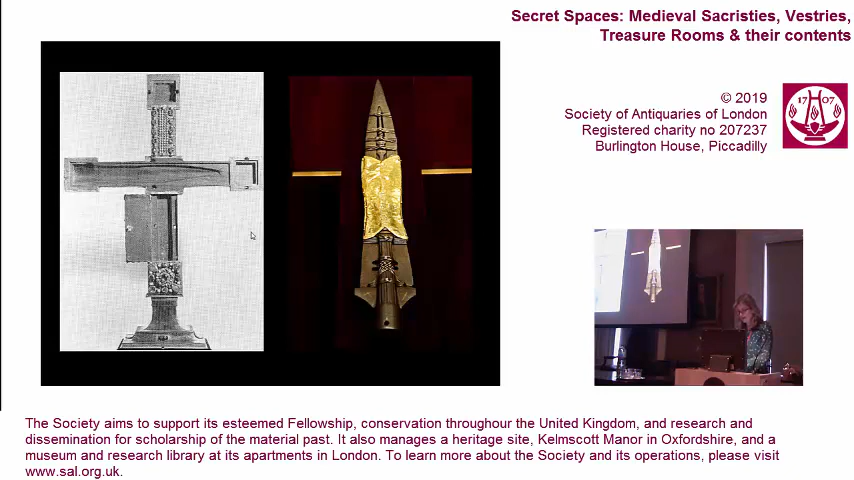 Secret Spaces: Medieval Sacristies, Vestries,
Treasure Rooms & their contents
© 2019
Society of Antiquaries of London
Registered charity no 207237
Burlington House, Piccadilly
17 07
The Society aims to support its esteemed Fellowship, conservation throughour the United Kingdom, and research and
dissemination for scholarship of the material past. It also manages a heritage site, Kelmscott Manor in Oxfordshire, and a
museum and research library at its apartments in London. To learn more about the Society and its operations, please visit
www.sal.org.uk.